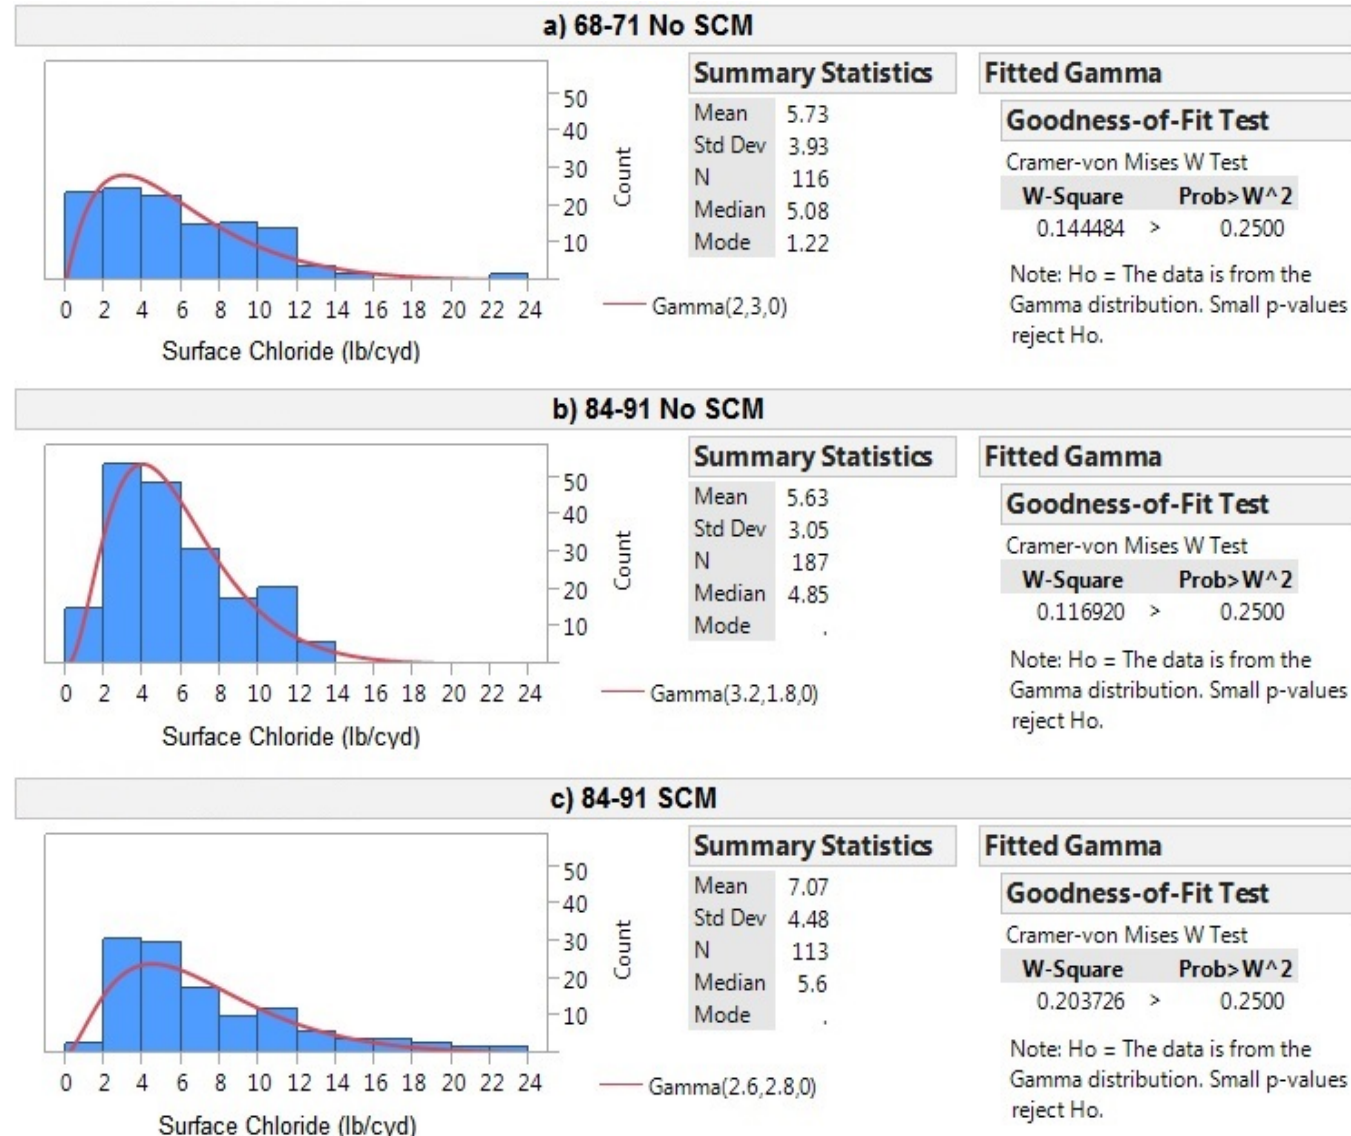 a) 68-71 No SCM
50
40
30
20
10
Count
0 2 4 6 8 10 12 14 16 18 20 22 24
Surface Chloride (lb/cyd)
Summary Statistics
Mean 5.73
Std Dev 3.93
N 116
Median 5.08
Mode 1.22
Gamma(2,3,0)
Fitted Gamma
Goodness-of-Fit Test
Cramer-von Mises W Test
W-Square Prob>W^2
0.144484 > 0.2500
Note: Ho = The data is from the
Gamma distribution. Small p-values
reject Ho.
b) 84-91 No SCM
50
40
30
20
10
Count
0 2 4 6 8 10 12 14 16 18 20 22 24
Surface Chloride (lb/cyd)
Summary Statistics
Mean 5.63
Std Dev 3.05
N 187
Median 4.85
Mode .
Gamma(3.2,1.8,0)
Fitted Gamma
Goodness-of-Fit Test
Cramer-von Mises W Test
W-Square Prob>W^2
0.116920 > 0.2500
Note: Ho = The data is from the
Gamma distribution. Small p-values
reject Ho.
c) 84-91 SCM
50
40
30
20
10
Count
0 2 4 6 8 10 12 14 16 18 20 22 24
Surface Chloride (lb/cyd)
Summary Statistics
Mean 7.07
Std Dev 4.48
N 113
Median 5.6
Mode .
Gamma(2.6,2.8,0)
Fitted Gamma
Goodness-of-Fit Test
Cramer-von Mises W Test
W-Square Prob>W^2
0.203726 > 0.2500
Note: Ho = The data is from the
Gamma distribution. Small p-values
reject Ho.